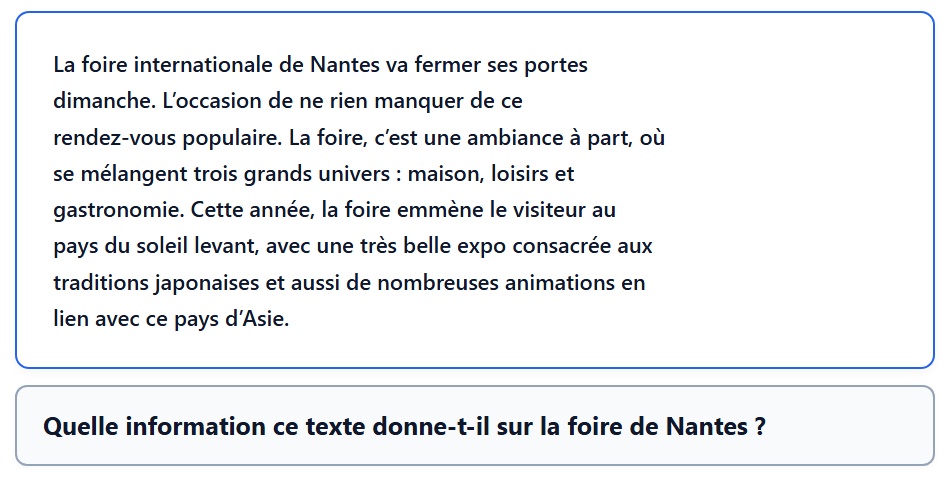 La foire internationale de Nantes va fermer ses portes
dimanche. L’occasion de ne rien manquer de ce
rendez-vous populaire. La foire, c’est une ambiance à part, où
se mélangent trois grands univers : maison, loisirs et
gastronomie. Cette année, la foire emmène le visiteur au
pays du soleil levant, avec une très belle expo consacrée aux
traditions japonaises et aussi de nombreuses animations en
lien avec ce pays d’Asie.
Quelle information ce texte donne-t-il sur la foire de Nantes ?